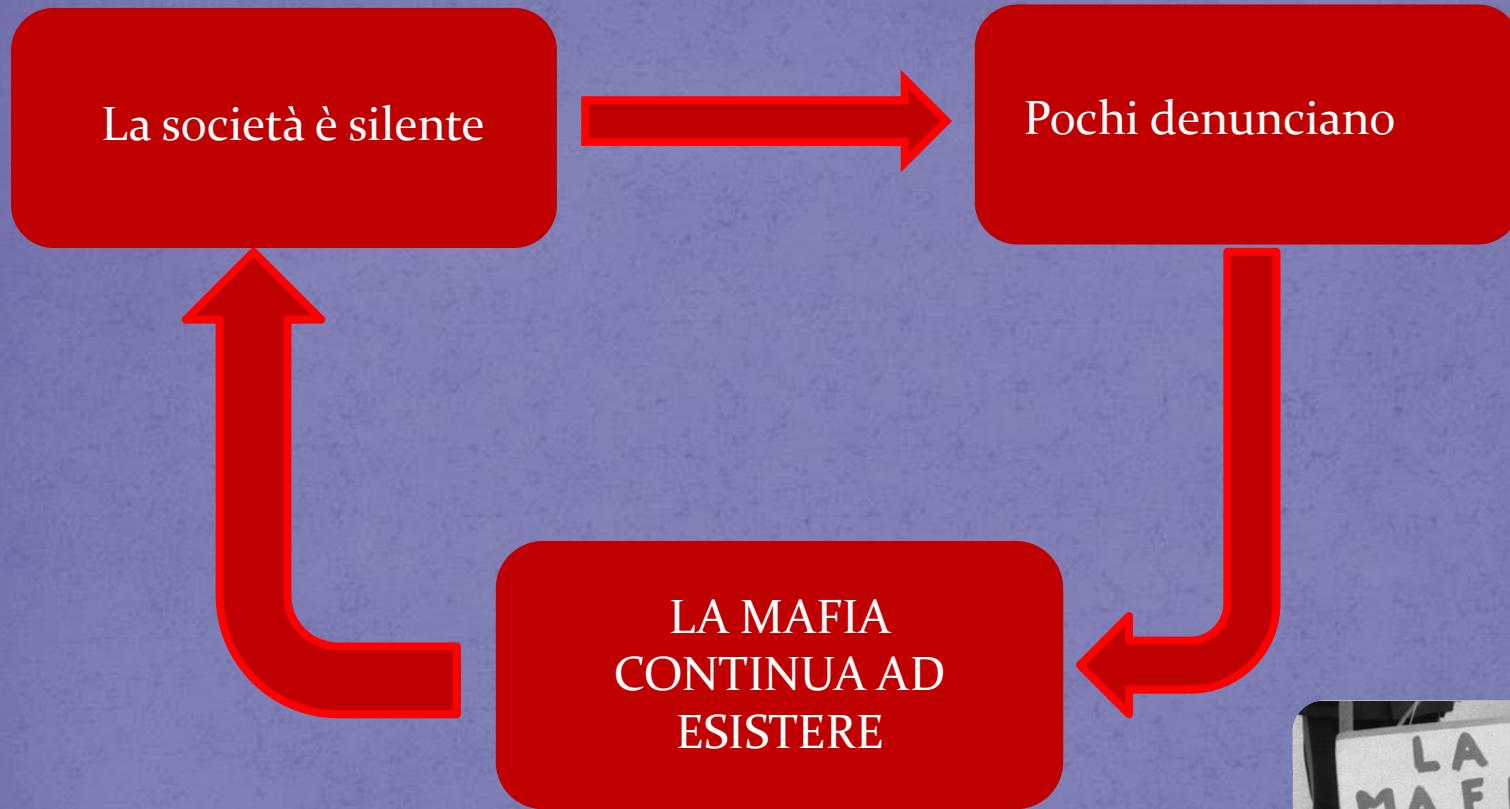 La società è silente
Pochi denunciano
LA MAFIA
CONTINUA AD
ESISTERE
LA